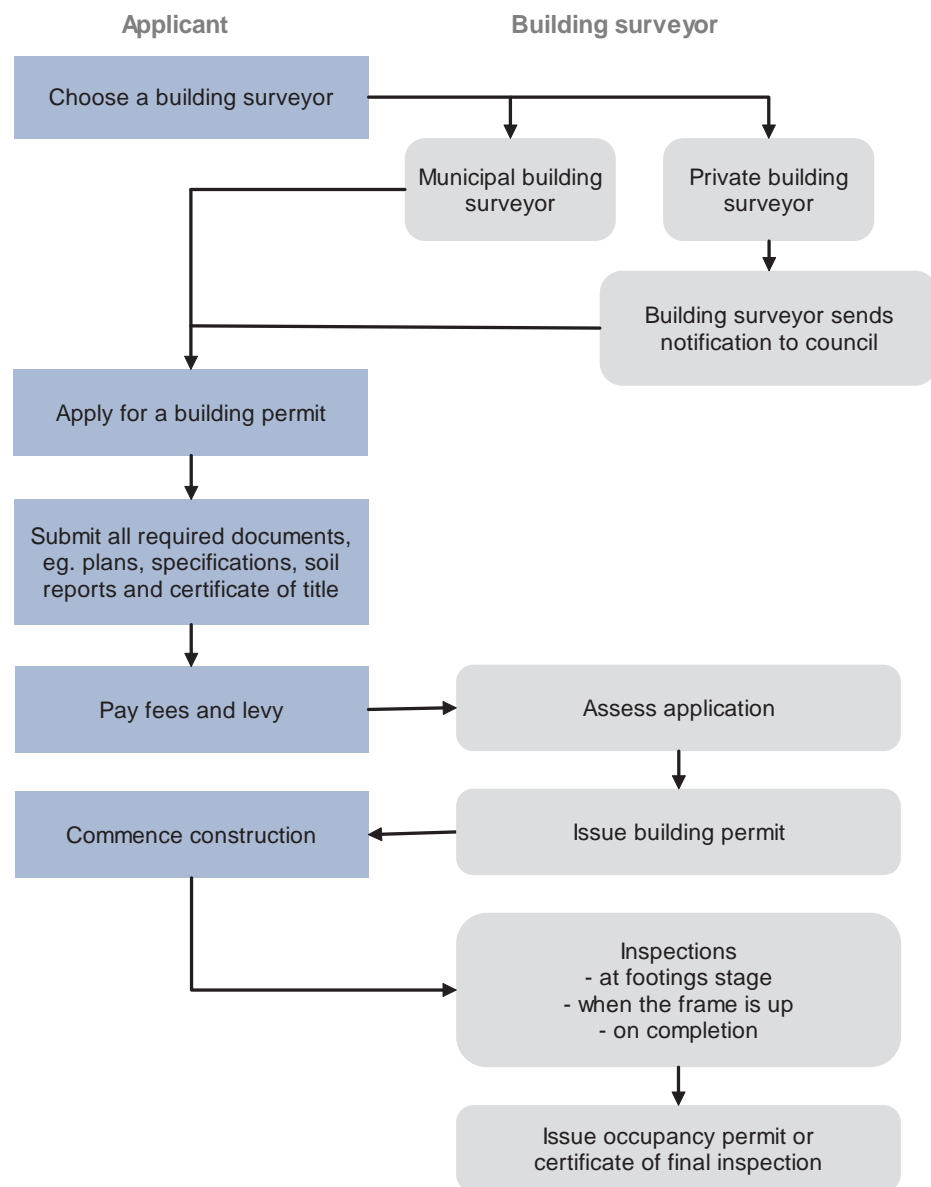 Applicant
Building surveyor
Choose a building surveyor
Municipal building
surveyor
Private building
surveyor
Building surveyor sends
notification to council
Apply for a building permit
Submit all required documents,
eg. plans, specifications, soil
reports and certificate of title
Pay fees and levy
Assess application
Commence construction
Issue building permit
Inspections
- at footings stage
- when the frame is up
- on completion
Issue occupancy permit or
certificate of final inspection